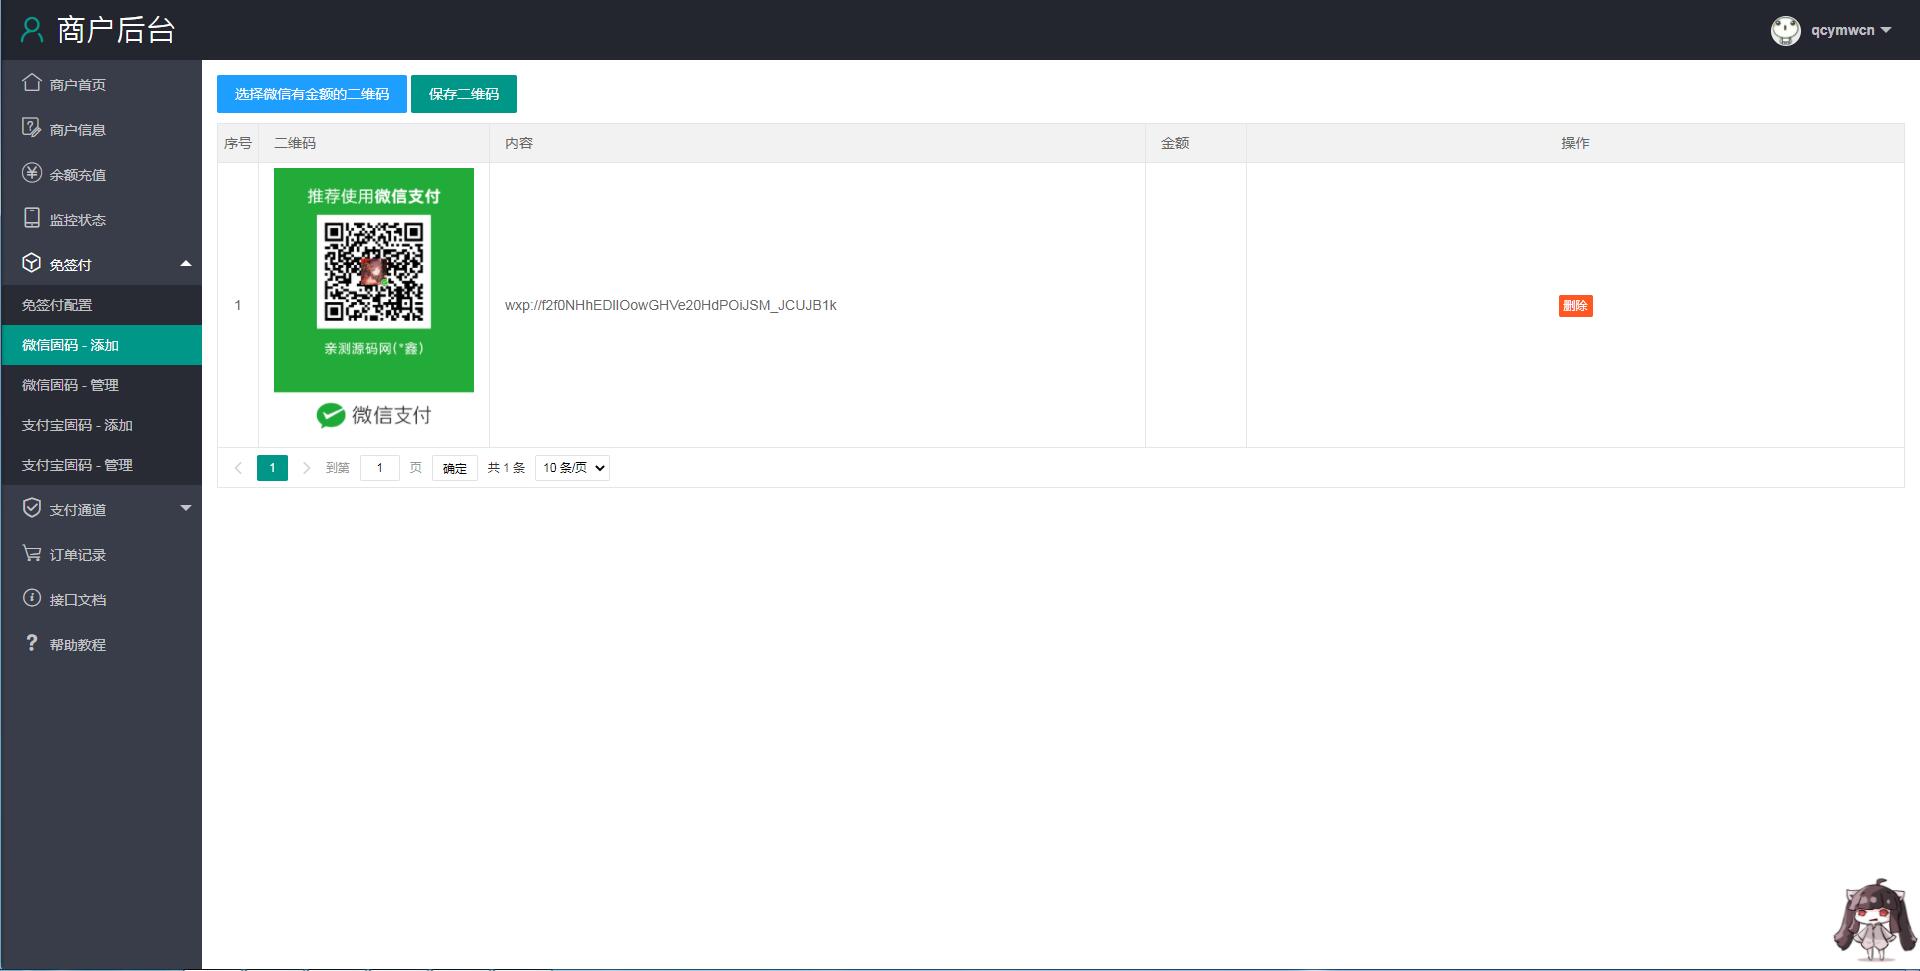 商户后台
qcymwcn
商户首页
商户信息
余额充值
监控状态
免签付
免签付配置
微信固码 - 添加
微信固码 - 管理
支付宝固码 - 添加
支付宝固码 - 管理
支付通道
订单记录
接口文档
帮助教程
选择微信有金额的二维码 保存二维码
序号 二维码 内容 金额 操作
推荐使用微信支付
亲测源码网(*鑫)
微信支付
1 wxp://f2f0NHhEDIlOowGHVe20HdPOiJSM_JCUJB1k 删除
1 到第 1 页 确定 共 1 条 10 条/页